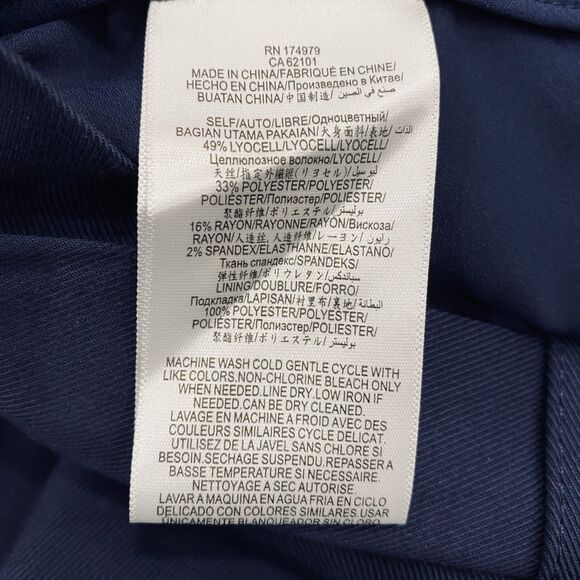 RN 174979
CA 62101
MADE IN CHINA/FABRIQUÉ EN CHINE/
HECHO EN CHINA/Произведено в Китае/
BUATAN CHINA/中国制造/صنع في الصين
SELF/AUTO/LIBRE/Одноцветный/
BAGIAN UTAMA PAKAIAN/大身面料/表地/الذات
49% LYOCELL/LYOCELL/LYOCELL/
Целлюлозное волокно/LYOCELL/
天丝/指定外繊維(リヨセル)/ليوسيل
33% POLYESTER/POLYESTER/
POLIÉSTER/Полиэстер/POLIESTER/
聚酯纤维/ポリエステル/بوليستر
16% RAYON/RAYONNE/RAYON/Вискоза/
RAYON/人造丝, 人造纤维/レーヨン/رايون
2% SPANDEX/ELASTHANNE/ELASTANO/
Ткань спандекс/SPANDEKS/
弹性纤维/ポリウレタン/سباندكس
LINING/DOUBLURE/FORRO/
Подкладка/LAPISAN/衬里布/裏地/البطانة
100% POLYESTER/POLYESTER/
POLIÉSTER/Полиэстер/POLIESTER/
聚酯纤维/ポリエステル/بوليستر
MACHINE WASH COLD GENTLE CYCLE WITH
LIKE COLORS.NON-CHLORINE BLEACH ONLY
WHEN NEEDED.LINE DRY.LOW IRON IF
NEEDED.CAN BE DRY CLEANED.
LAVAGE EN MACHINE A FROID AVEC DES
COULEURS SIMILAIRES CYCLE DELICAT.
UTILISEZ DE LA JAVEL SANS CHLORE SI
BESOIN.SECHAGE SUSPENDU.REPASSER A
BASSE TEMPERATURE SI NECESSAIRE.
NETTOYAGE A SEC AUTORISE.
LAVAR A MAQUINA EN AGUA FRIA EN CICLO
DELICADO CON COLORES SIMILARES.USAR
ÚNICAMENTE BLANQUEADOR SIN CLORO